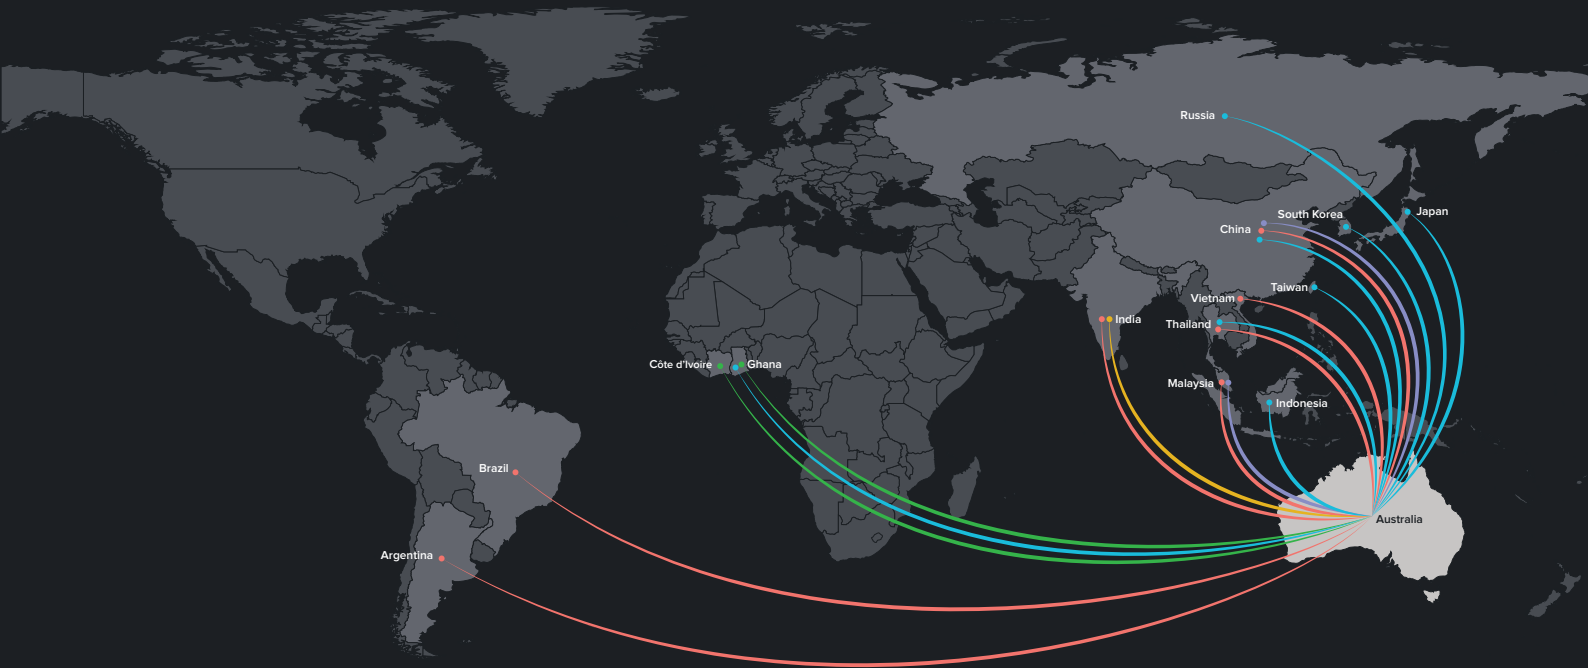 Russia
South Korea
Japan
China
Taiwan
Vietnam
India
Thailand
Côte d'Ivoire
Ghana
Malaysia
Indonesia
Brazil
Australia
Argentina